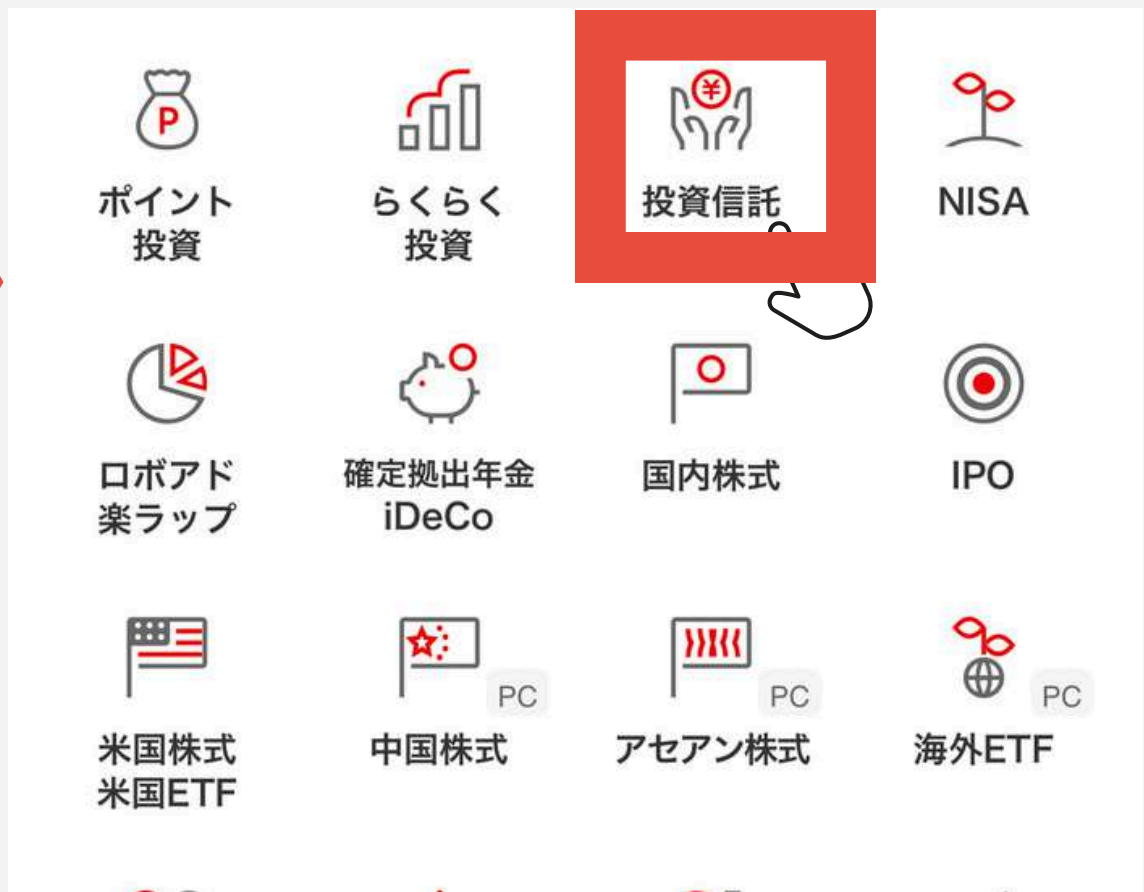 P
¥
ポイント
投資
らくらく
投資
投資信託
NISA
ロボアド
楽ラップ
確定拠出年金
iDeCo
国内株式
IPO
米国株式
米国ETF
PC
中国株式
PC
アセアン株式
PC
海外ETF